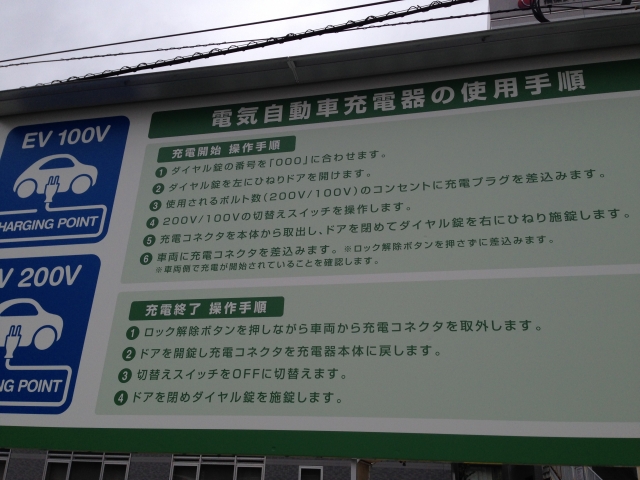 電気自動車充電器の使用手順
EV 100V
CHARGING POINT
充電開始 操作手順
1 ダイヤル錠の番号を「000」に合わせます。
2 ダイヤル錠を左にひねりドアを開けます。
3 使用されるボルト数(200V/100V)のコンセントに充電プラグを差込みます。
4 200V/100Vの切替えスイッチを操作します。
5 充電コネクタを本体から取出し、ドアを閉めてダイヤル錠を右にひねり施錠します。
6 車両に充電コネクタを差込みます。※ロック解除ボタンを押さずに差込みます。
※車両側で充電が開始されていることを確認します。
V 200V
NG POINT
充電終了 操作手順
1 ロック解除ボタンを押しながら車両から充電コネクタを取外します。
2 ドアを開錠し充電コネクタを充電器本体に戻します。
3 切替えスイッチをOFFに切替えます。
4 ドアを閉めダイヤル錠を施錠します。